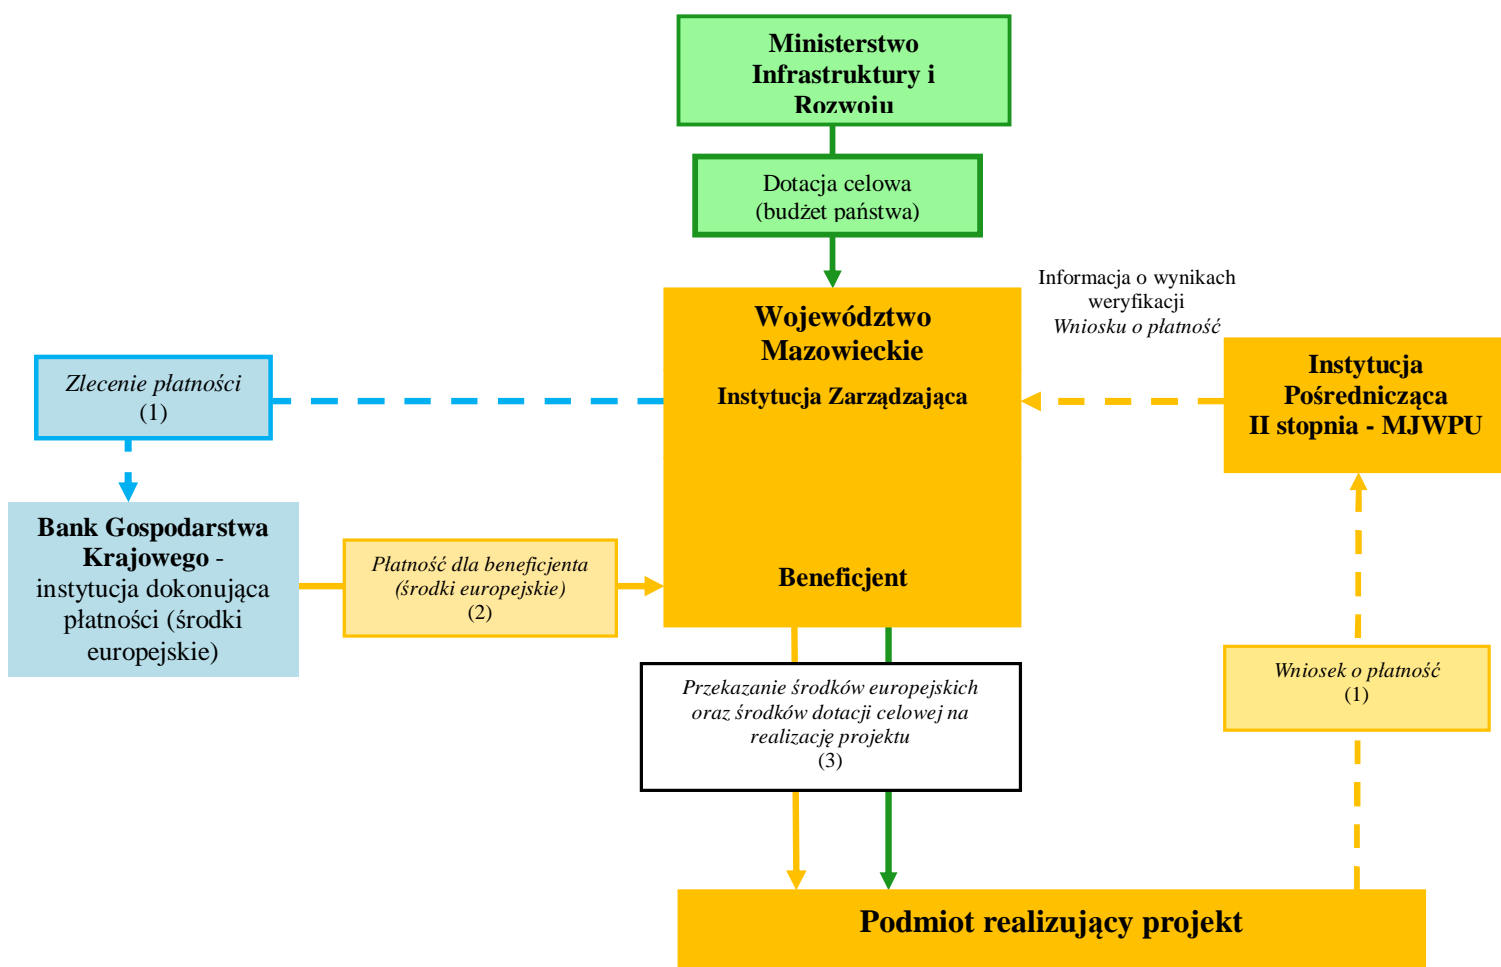 Ministerstwo
Infrastruktury i
Rozwoju
Dotacja celowa
(budżet państwa)
Informacja o wynikach
weryfikacji
Wniosku o płatność
Województwo
Mazowieckie
Instytucja Zarządzająca
Beneficjent
Zlecenie płatności
(1)
Instytucja
Pośrednicząca
II stopnia - MJWPU
Bank Gospodarstwa
Krajowego -
instytucja dokonująca
płatności (środki
europejskie)
Płatność dla beneficjenta
(środki europejskie)
(2)
Przekazanie środków europejskich
oraz środków dotacji celowej na
realizację projektu
(3)
Wniosek o płatność
(1)
Podmiot realizujący projekt